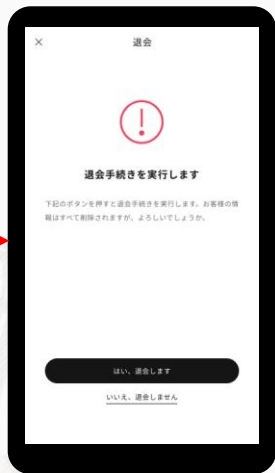 退会
退会手続きを実行します
下記のボタンを押すと退会手続きを実行します。お客様の情
報はすべて削除されますが、よろしいでしょうか。
はい、退会します
いいえ、退会しません